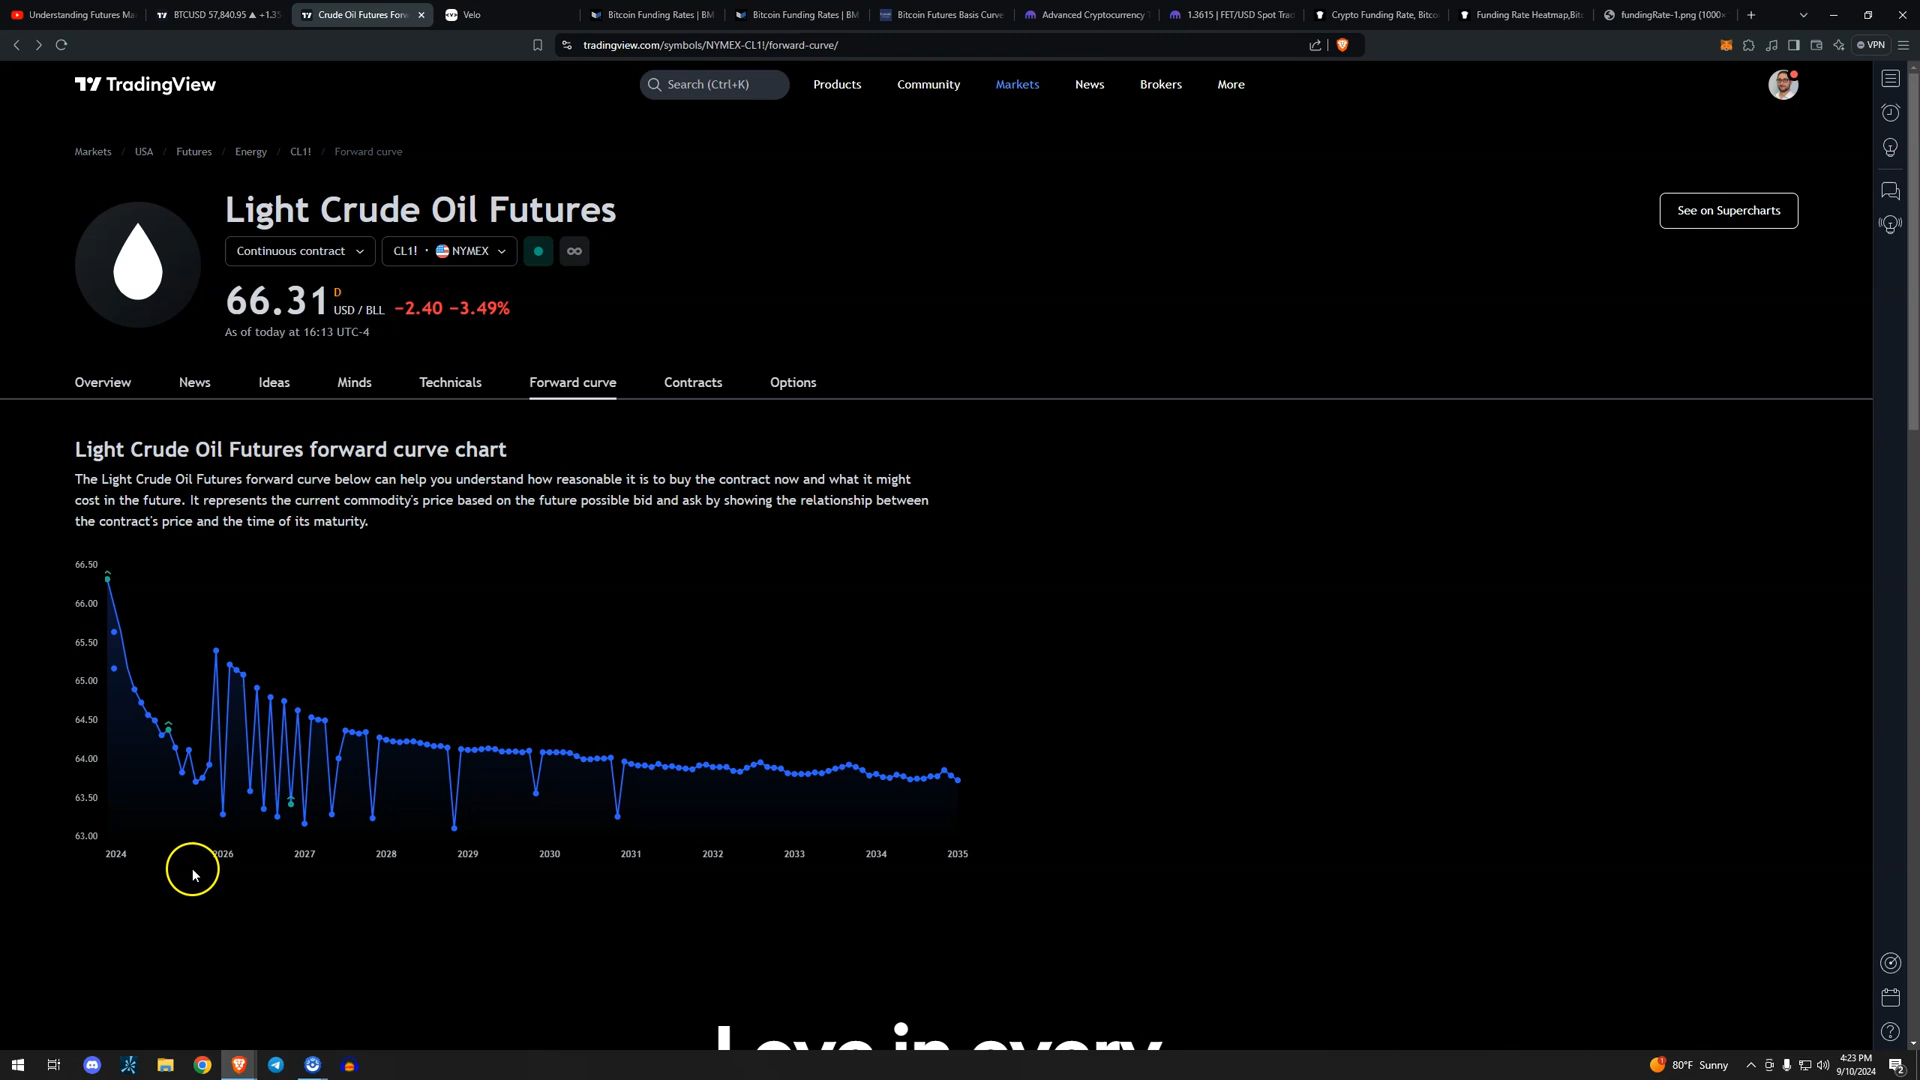 Understanding Futures Ma
BTCUSD 57,840.95 ▲ +1.35
Crude Oil Futures Forw
Velo
Bitcoin Funding Rates | BM
Bitcoin Funding Rates | BM
Bitcoin Futures Basis Curve
Advanced Cryptocurrency T
1.3615 | FET/USD Spot Trad
Crypto Funding Rate, Bitcoi
Funding Rate Heatmap,Bitc
fundingRate-1.png (1000×
tradingview.com/symbols/NYMEX-CL1!/forward-curve/
VPN
TradingView
Search (Ctrl+K)
Products
Community
Markets
News
Brokers
More
Markets / USA / Futures / Energy / CL1! / Forward curve
Light Crude Oil Futures
See on Supercharts
Continuous contract
CL1! · NYMEX
66.31 D USD / BLL −2.40 −3.49%
As of today at 16:13 UTC-4
Overview
News
Ideas
Minds
Technicals
Forward curve
Contracts
Options
Light Crude Oil Futures forward curve chart
The Light Crude Oil Futures forward curve below can help you understand how reasonable it is to buy the contract now and what it might
cost in the future. It represents the current commodity's price based on the future possible bid and ask by showing the relationship between
the contract's price and the time of its maturity.
66.50
66.00
65.50
65.00
64.50
64.00
63.50
63.00
2024
2026
2027
2028
2029
2030
2031
2032
2033
2034
2035
Love in every
80°F Sunny
4:23 PM
9/10/2024